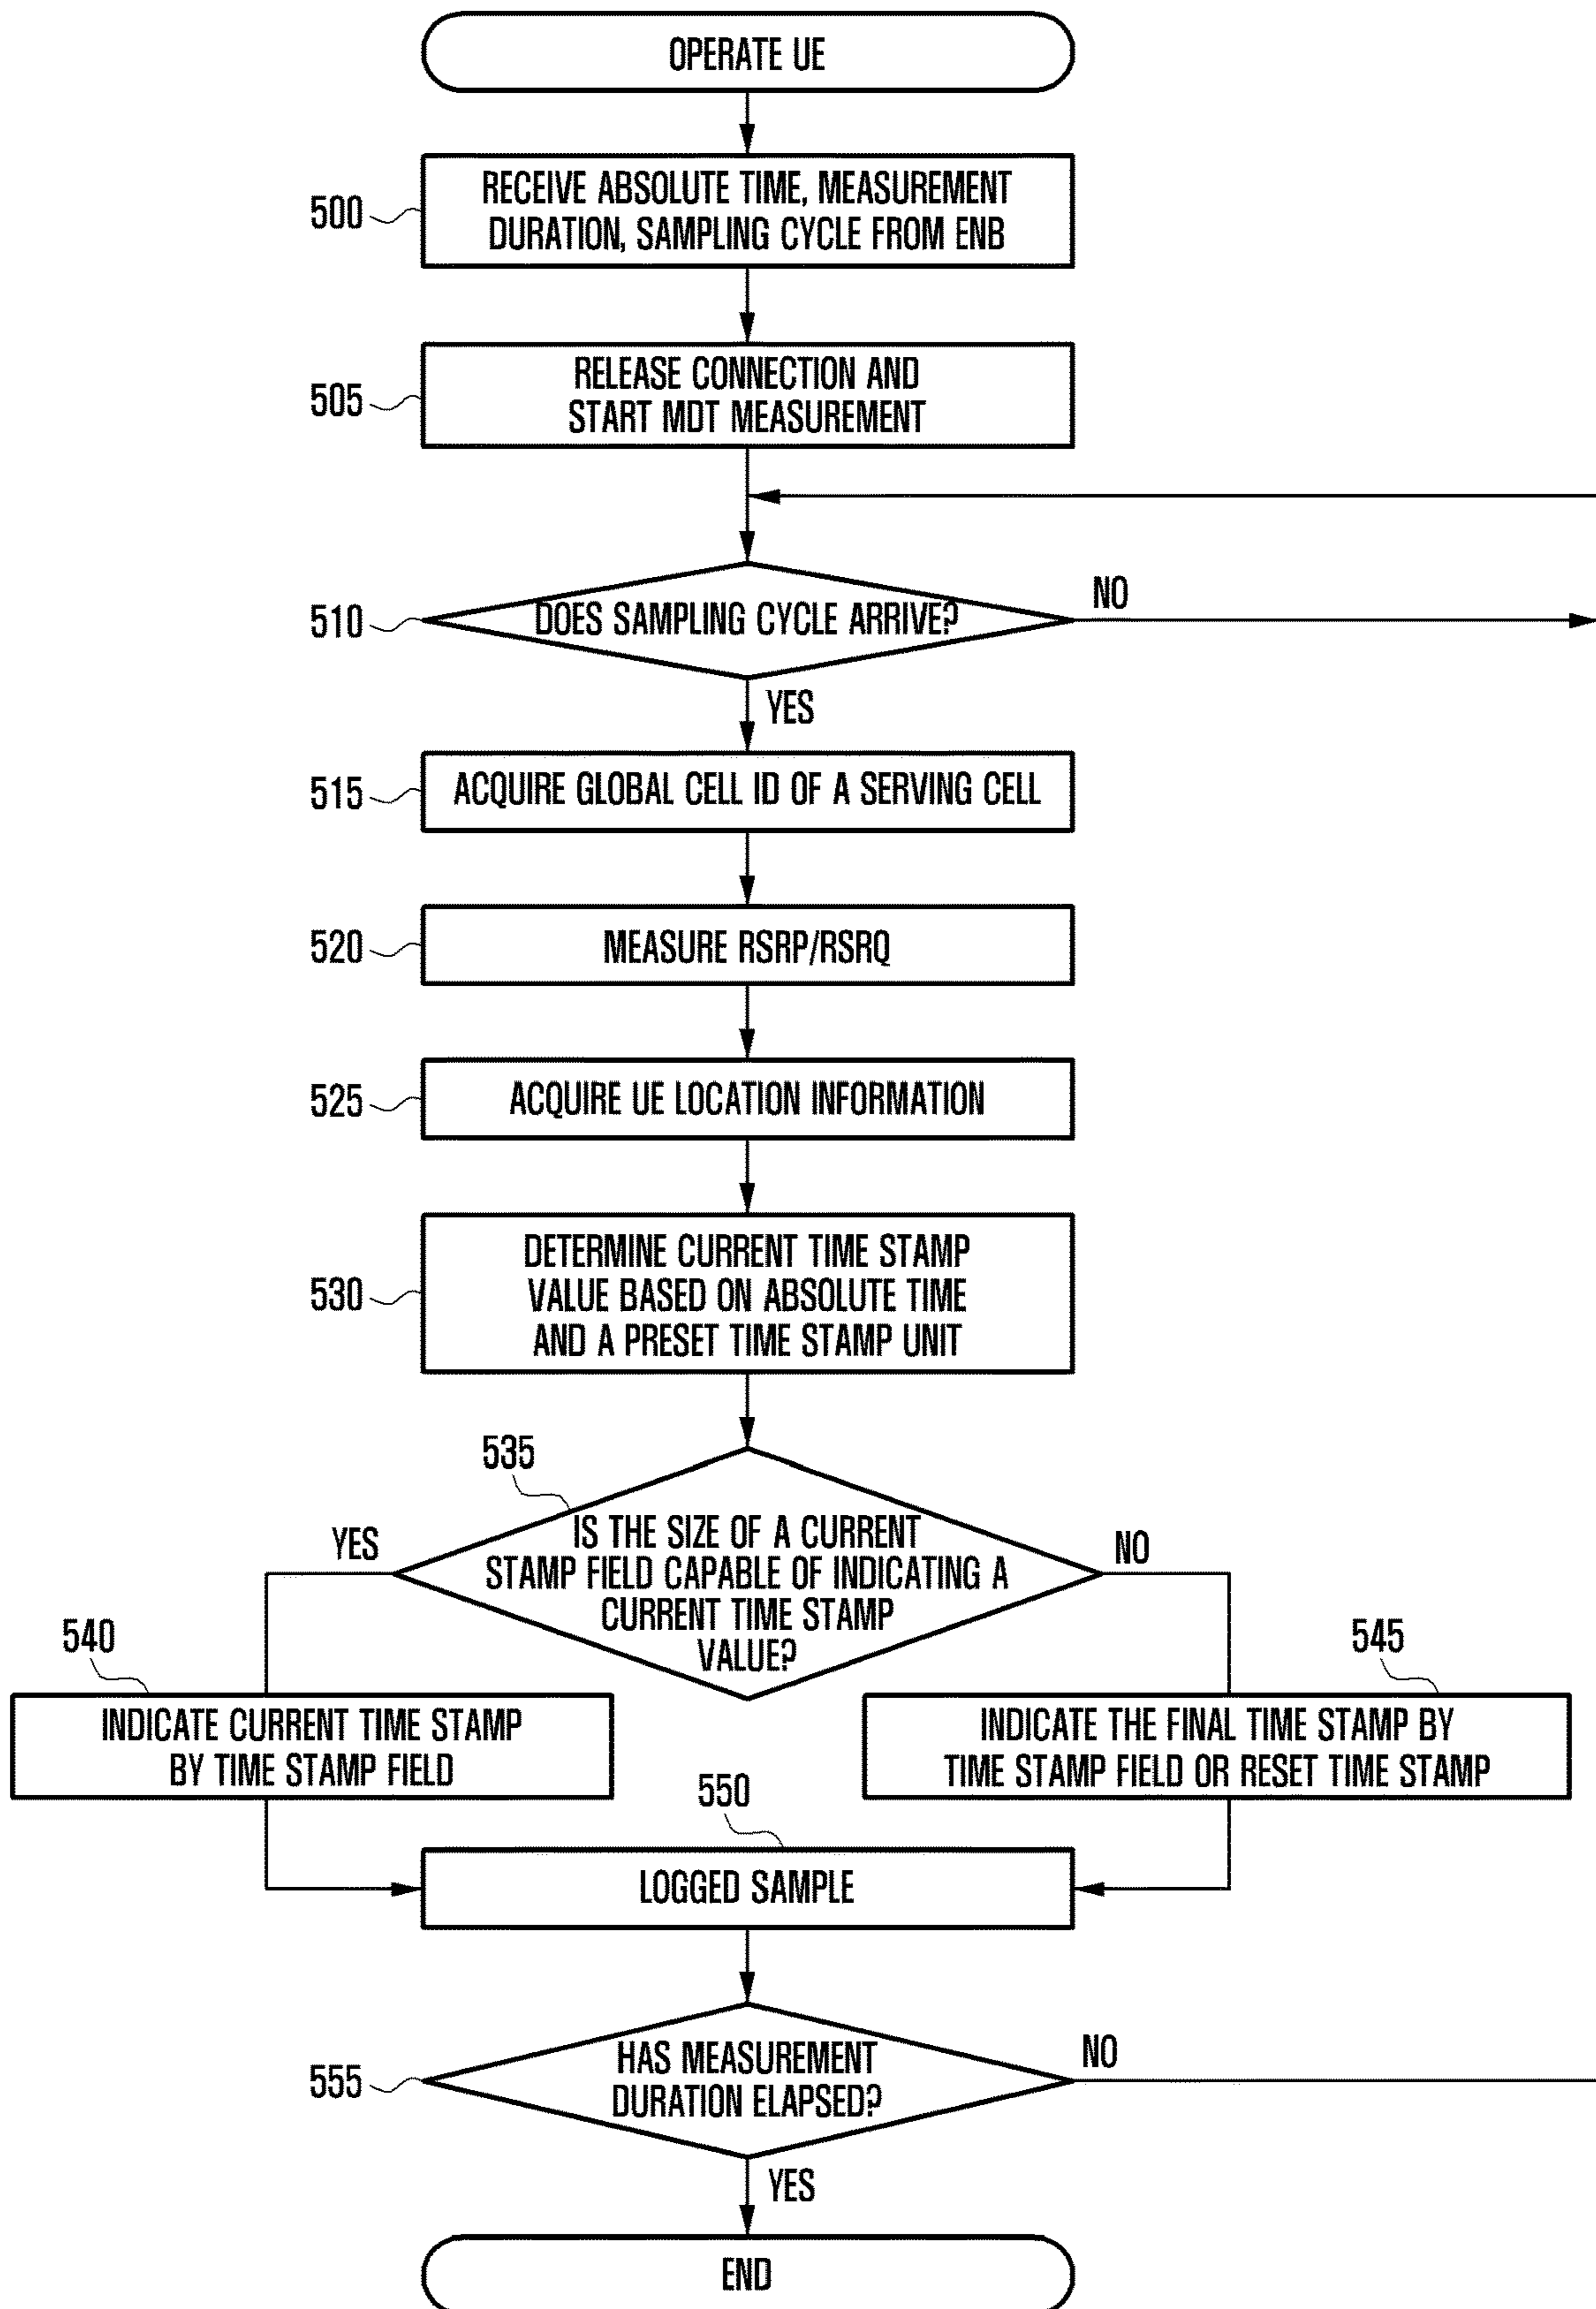 OPERATE UE
500
RECEIVE ABSOLUTE TIME, MEASUREMENT
DURATION, SAMPLING CYCLE FROM ENB
505
RELEASE CONNECTION AND
START MDT MEASUREMENT
510
DOES SAMPLING CYCLE ARRIVE?
NO
YES
515
ACQUIRE GLOBAL CELL ID OF A SERVING CELL
520
MEASURE RSRP/RSRQ
525
ACQUIRE UE LOCATION INFORMATION
530
DETERMINE CURRENT TIME STAMP
VALUE BASED ON ABSOLUTE TIME
AND A PRESET TIME STAMP UNIT
535
IS THE SIZE OF A CURRENT
STAMP FIELD CAPABLE OF INDICATING A
CURRENT TIME STAMP
VALUE?
YES
NO
540
INDICATE CURRENT TIME STAMP
BY TIME STAMP FIELD
545
INDICATE THE FINAL TIME STAMP BY
TIME STAMP FIELD OR RESET TIME STAMP
550
LOGGED SAMPLE
555
HAS MEASUREMENT
DURATION ELAPSED?
NO
YES
END